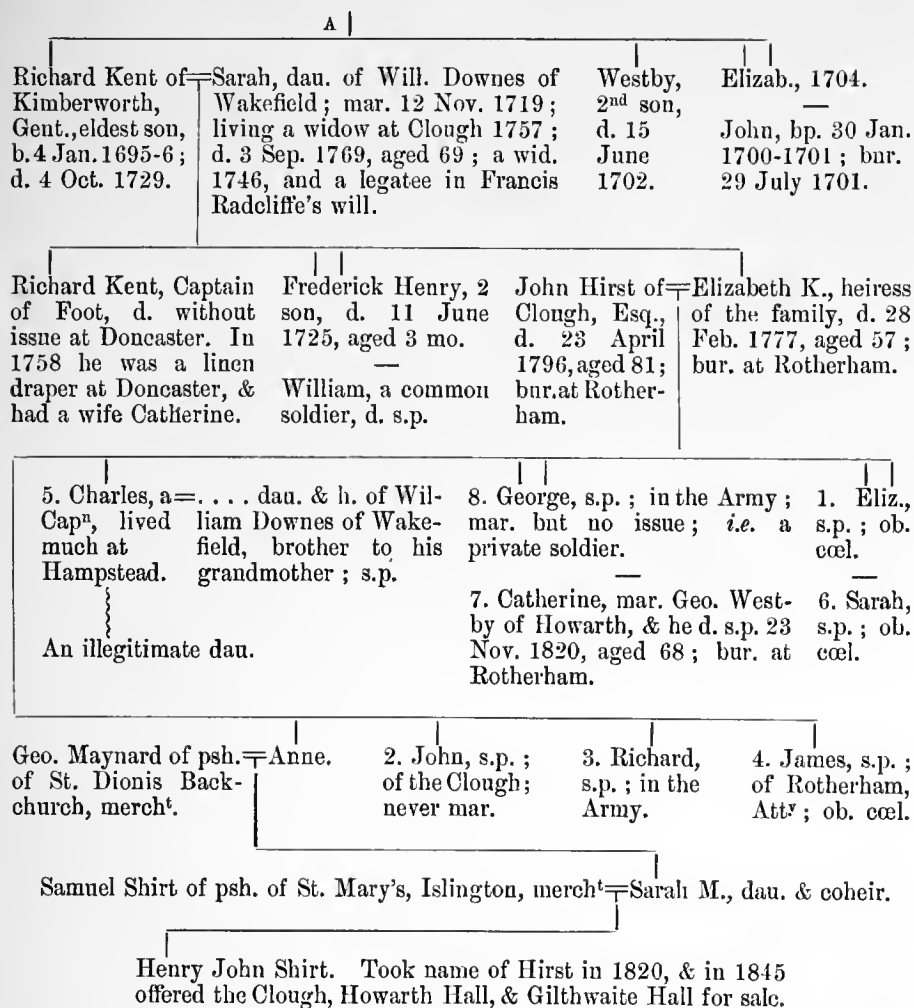 A
Richard Kent of
Kimberworth,
Gent., eldest son,
b. 4 Jan. 1695-6;
d. 4 Oct. 1729.
Sarah, dau. of Will. Downes of
Wakefield; mar. 12 Nov. 1719;
living a widow at Clough 1757;
d. 3 Sep. 1769, aged 69; a wid.
1746, and a legatee in Francis
Radcliffe's will.
Westby,
2nd son,
d. 15
June
1702.
Elizab., 1704.
—
John, bp. 30 Jan.
1700-1701; bur.
29 July 1701.
Richard Kent, Captain
of Foot, d. without
issue at Doncaster. In
1758 he was a linen
draper at Doncaster, &
had a wife Catherine.
Frederick Henry, 2
son, d. 11 June
1725, aged 3 mo.
—
William, a common
soldier, d. s.p.
John Hirst of
Clough, Esq.,
d. 23 April
1796, aged 81;
bur. at Rother-
ham.
Elizabeth K., heiress
of the family, d. 28
Feb. 1777, aged 57;
bur. at Rotherham.
5. Charles, a
Capn, lived
much at
Hampstead.
An illegitimate dau.
. . . . dau. & h. of Wil-
liam Downes of Wake-
field, brother to his
grandmother; s.p.
8. George, s.p.; in the Army;
mar. but no issue; i.e. a
private soldier.
—
7. Catherine, mar. Geo. West-
by of Howarth, & he d. s.p. 23
Nov. 1820, aged 68; bur. at
Rotherham.
1. Eliz.,
s.p.; ob.
cœl.
—
6. Sarah,
s.p.; ob.
cœl.
Geo. Maynard of psh.
of St. Dionis Back-
church, mercht.
Anne.
2. John, s.p.;
of the Clough;
never mar.
3. Richard,
s.p.; in the
Army.
4. James, s.p.;
of Rotherham,
Atty; ob. cœl.
Samuel Shirt of psh. of St. Mary's, Islington, mercht=Sarah M., dau. & coheir.
Henry John Shirt. Took name of Hirst in 1820, & in 1845
offered the Clough, Howarth Hall, & Gilthwaite Hall for sale.